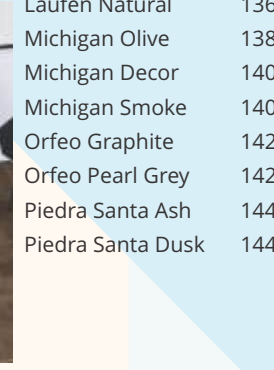 Laufen Natural 136
Michigan Olive 138
Michigan Decor 140
Michigan Smoke 140
Orfeo Graphite 142
Orfeo Pearl Grey 142
Piedra Santa Ash 144
Piedra Santa Dusk 144